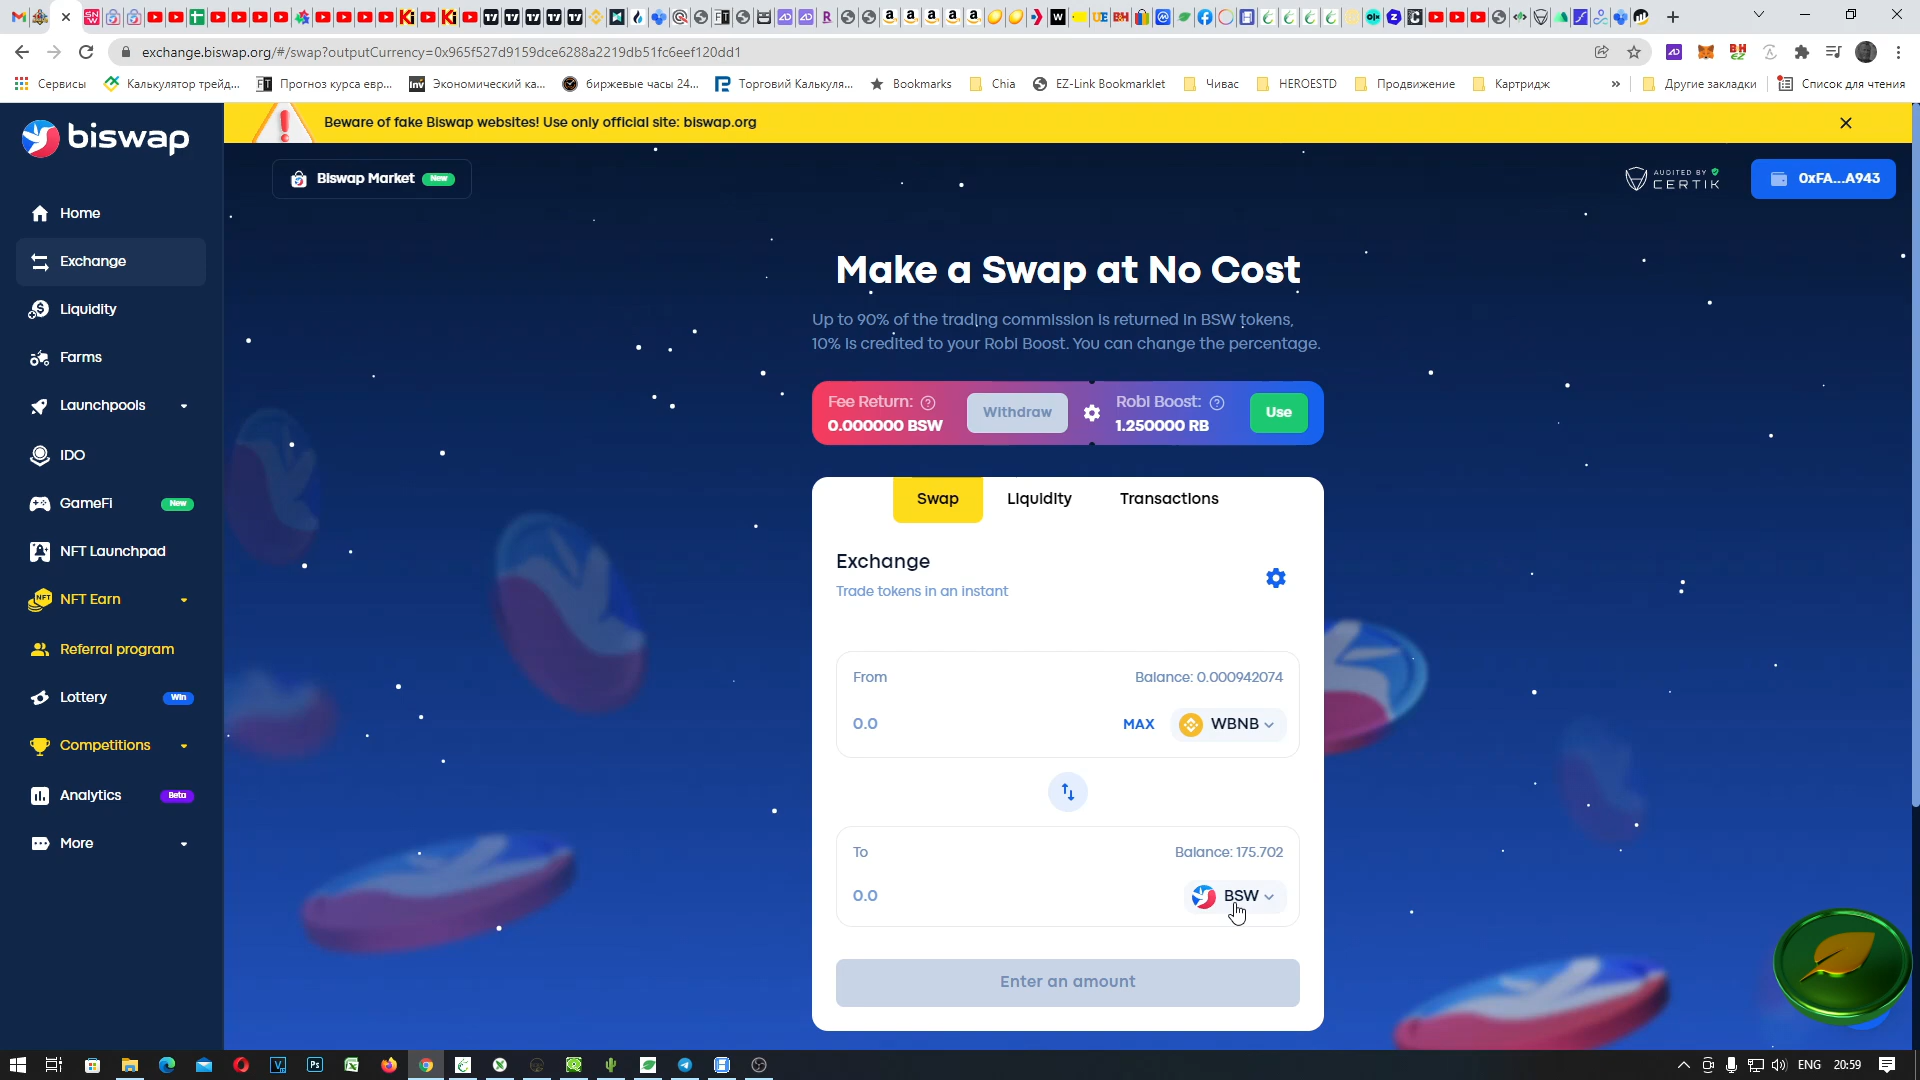 exchange.biswap.org/#/swap?outputCurrency=0x965f527d9159dce6288a2219db51fc6eef120dd1
Сервисы
Калькулятор трейд...
Прогноз курса евр...
Экономический ка...
биржевые часы 24...
Торговий Калькуля...
Bookmarks
Chia
EZ-Link Bookmarklet
Чивас
HEROESTD
Продвижение
Картридж
»
Другие закладки
Список для чтения
biswap
Beware of fake Biswap websites! Use only official site: biswap.org
Biswap Market New
AUDITED BY
CERTIK
0xFA...A943
Home
Exchange
Liquidity
Farms
Launchpools
IDO
GameFi New
NFT Launchpad
NFT Earn
Referral program
Lottery Win
Competitions
Analytics Beta
More
Make a Swap at No Cost
Up to 90% of the trading commission is returned in BSW tokens,
10% is credited to your Robi Boost. You can change the percentage.
Fee Return:
0.000000 BSW
Withdraw
Robi Boost:
1.250000 RB
Use
Swap
Liquidity
Transactions
Exchange
Trade tokens in an instant
From
Balance: 0.000942074
0.0
MAX
WBNB
To
Balance: 175.702
0.0
BSW
Enter an amount
ENG
20:59